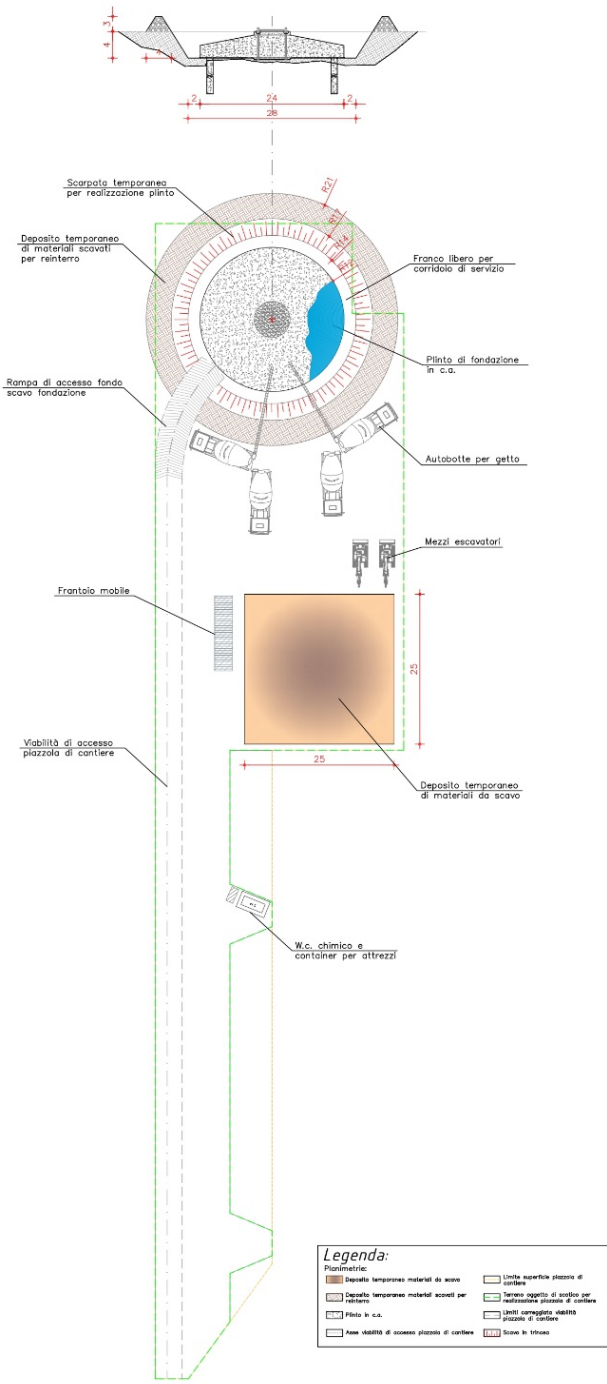 3
4
4
2
24
2
28
Scarpata temporanea
per realizzazione plinto
R21
R17
R14
R12
Deposito temporaneo
di materiali scavati
per reinterro
Franco libero per
corridoio di servizio
Plinto di fondazione
in c.a.
Rampa di accesso fondo
scavo fondazione
Autobotte per getto
Mezzi escavatori
Frantoio mobile
25
Viabilità di accesso
piazzola di cantiere
25
Deposito temporaneo
di materiali da scavo
W.c. chimico e
container per attrezzi
Legenda:
Planimetrie:
Deposito temporaneo materiali da scavo
Limite superficie piazzola di
cantiere
Deposito temporaneo materiali scavati per
reinterro
Terreno oggetto di scotico per
realizzazione piazzola di cantiere
Plinto in c.a.
Limiti carreggiata viabilità
piazzola di cantiere
Asse viabilità di accesso piazzola di cantiere
Scavo in trincea